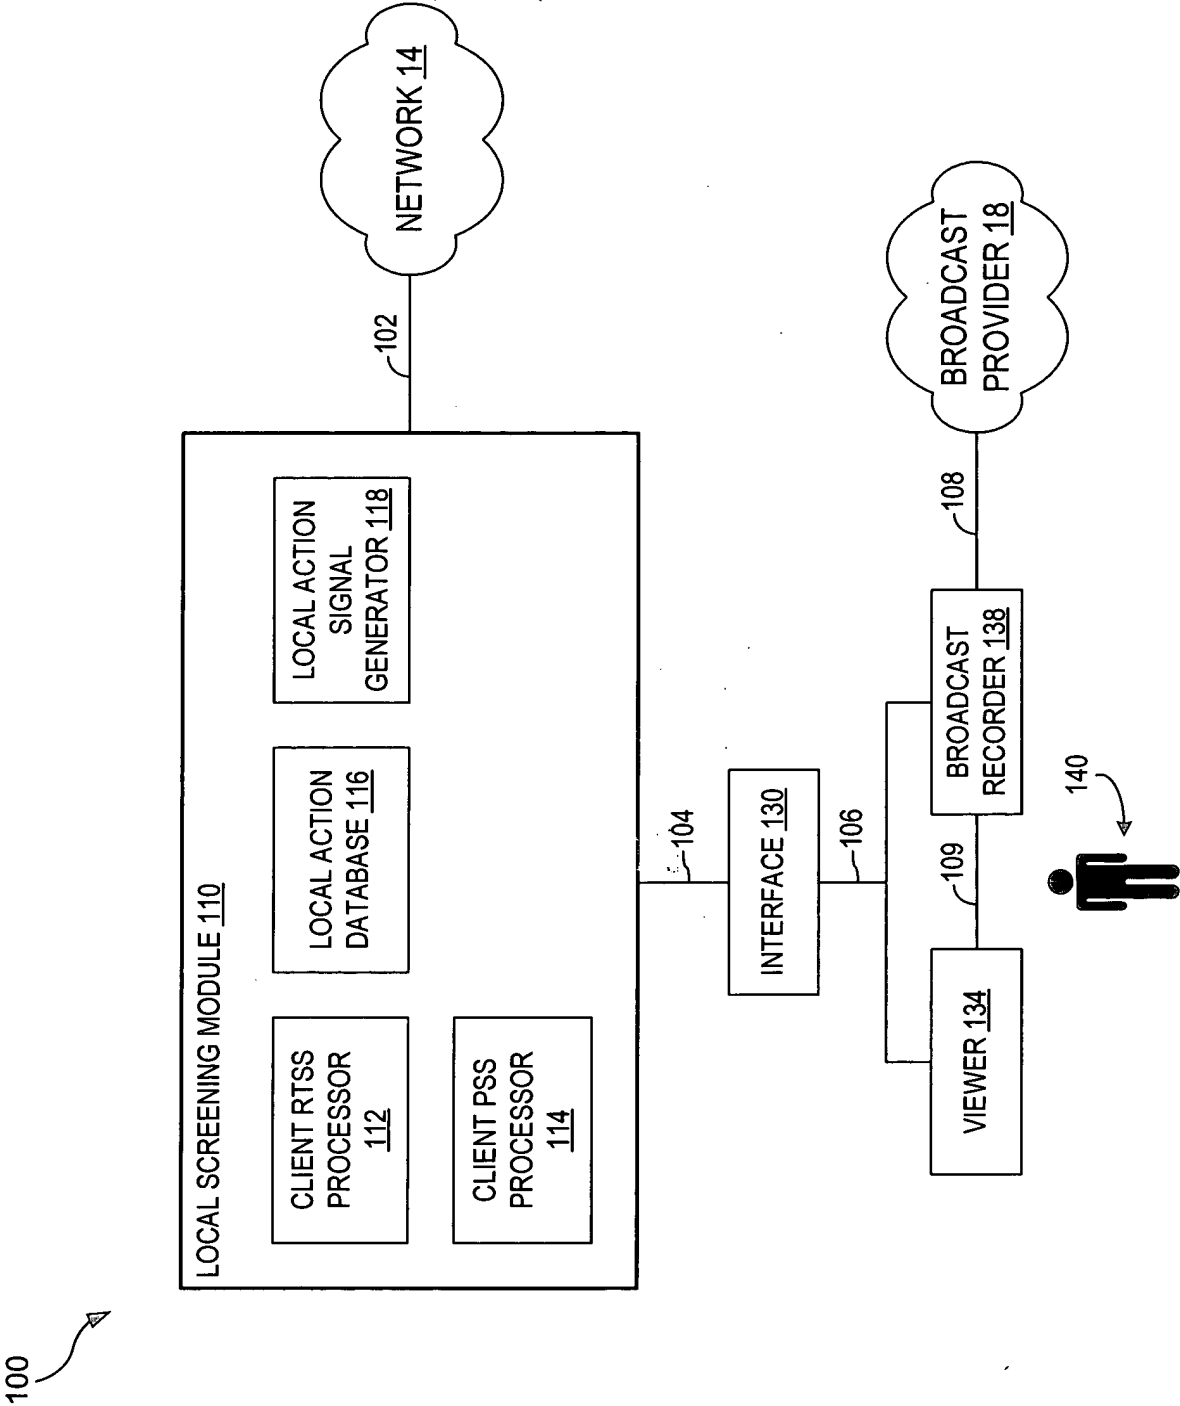 100
LOCAL SCREENING MODULE 110
CLIENT RTSS
PROCESSOR
112
LOCAL ACTION
DATABASE 116
LOCAL ACTION
SIGNAL
GENERATOR 118
CLIENT PSS
PROCESSOR
114
102
NETWORK 14
104
INTERFACE 130
106
VIEWER 134
109
BROADCAST
RECORDER 138
108
BROADCAST
PROVIDER 18
140